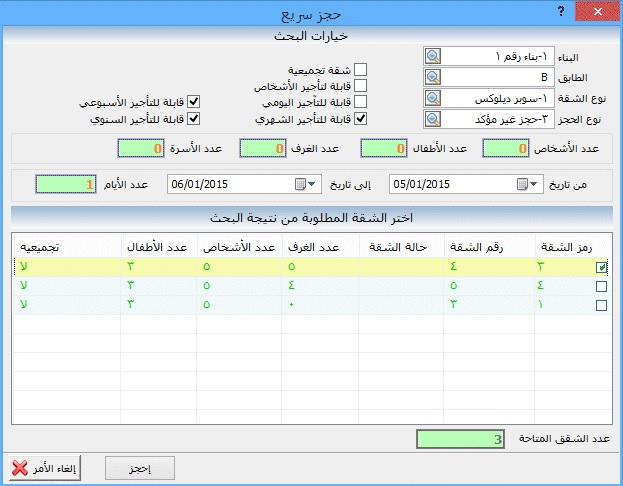 حجز سريع
?
خيارات البحث
البناء ١-بناء رقم ١
الطابق B
نوع الشقة ١-سوبر ديلوكس
نوع الحجز ٣-حجز غير مؤكد
شقة تجميعية
قابلة لتأجير الأشخاص
قابلة للتأجير اليومي
قابلة للتأجير الشهري
قابلة للتأجير الأسبوعي
قابلة للتأجير السنوي
عدد الأشخاص 0 عدد الأطفال 0 عدد الغرف 0 عدد الأسرة 0
من تاريخ 05/01/2015 إلى تاريخ 06/01/2015 عدد الأيام 1
اختر الشقة المطلوبة من نتيجة البحث
رمز الشقة رقم الشقة حالة الشقة عدد الغرف عدد الأشخاص عدد الأطفال تجميعيه
٣ ٤ ٥ ٥ ٣ لا
٤ ٥ ٤ ٥ ٣ لا
١ ٣ ٠ ٥ ٣ لا
عدد الشقق المتاحة 3
إحجز
إلغاء الأمر